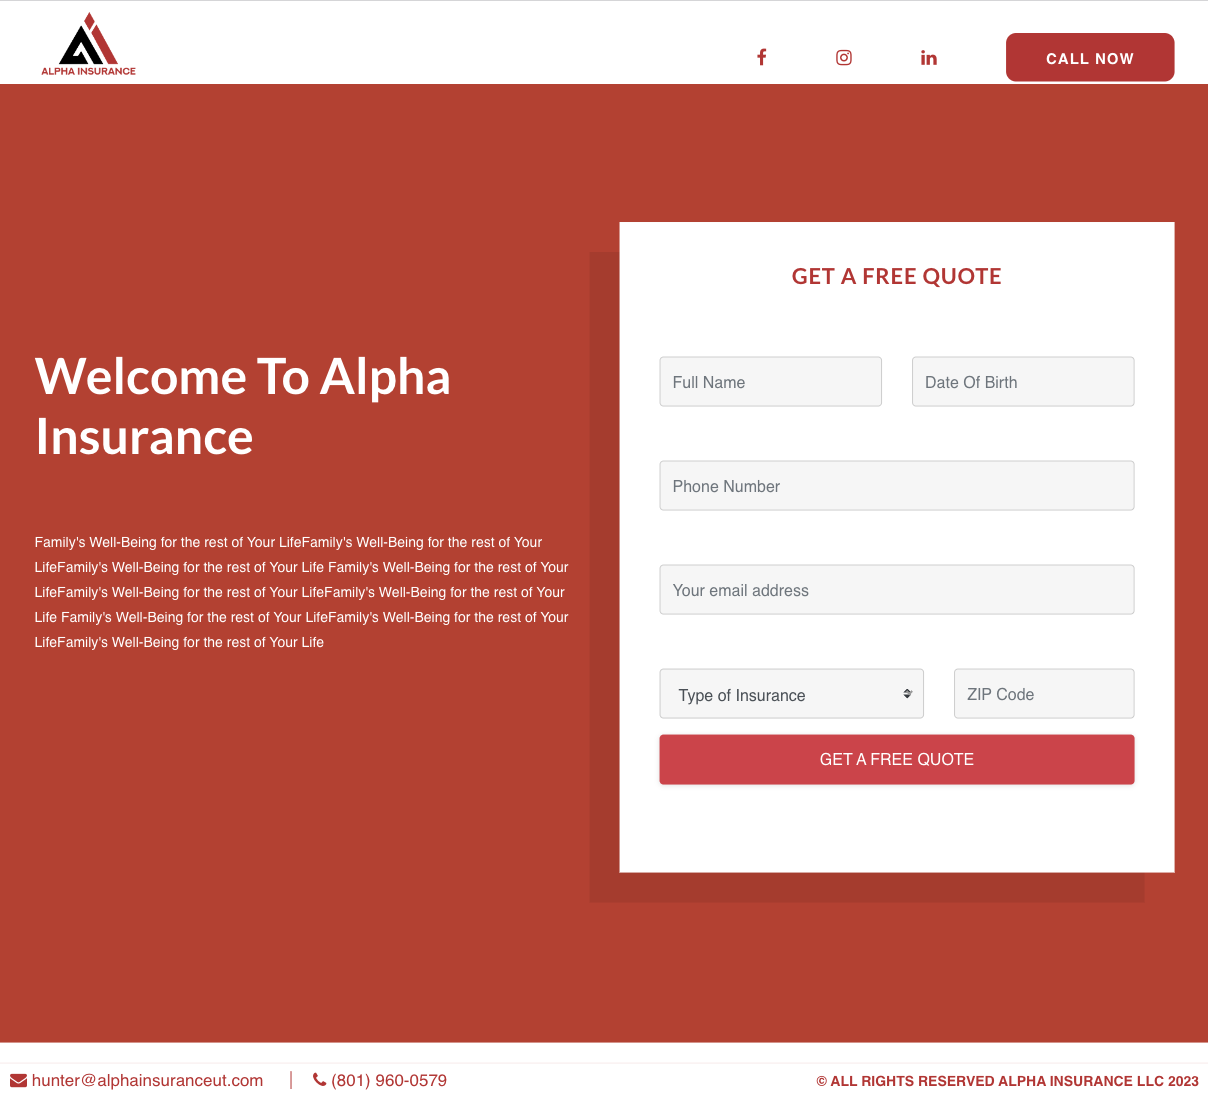 ALPHA INSURANCE
CALL NOW
GET A FREE QUOTE
Welcome To Alpha
Insurance
Full Name
Date Of Birth
Phone Number
Family's Well-Being for the rest of Your LifeFamily's Well-Being for the rest of Your
LifeFamily's Well-Being for the rest of Your Life Family's Well-Being for the rest of Your
LifeFamily's Well-Being for the rest of Your LifeFamily's Well-Being for the rest of Your
Life Family's Well-Being for the rest of Your LifeFamily's Well-Being for the rest of Your
LifeFamily's Well-Being for the rest of Your Life
Your email address
Type of Insurance
ZIP Code
GET A FREE QUOTE
hunter@alphainsuranceut.com
(801) 960-0579
© ALL RIGHTS RESERVED ALPHA INSURANCE LLC 2023